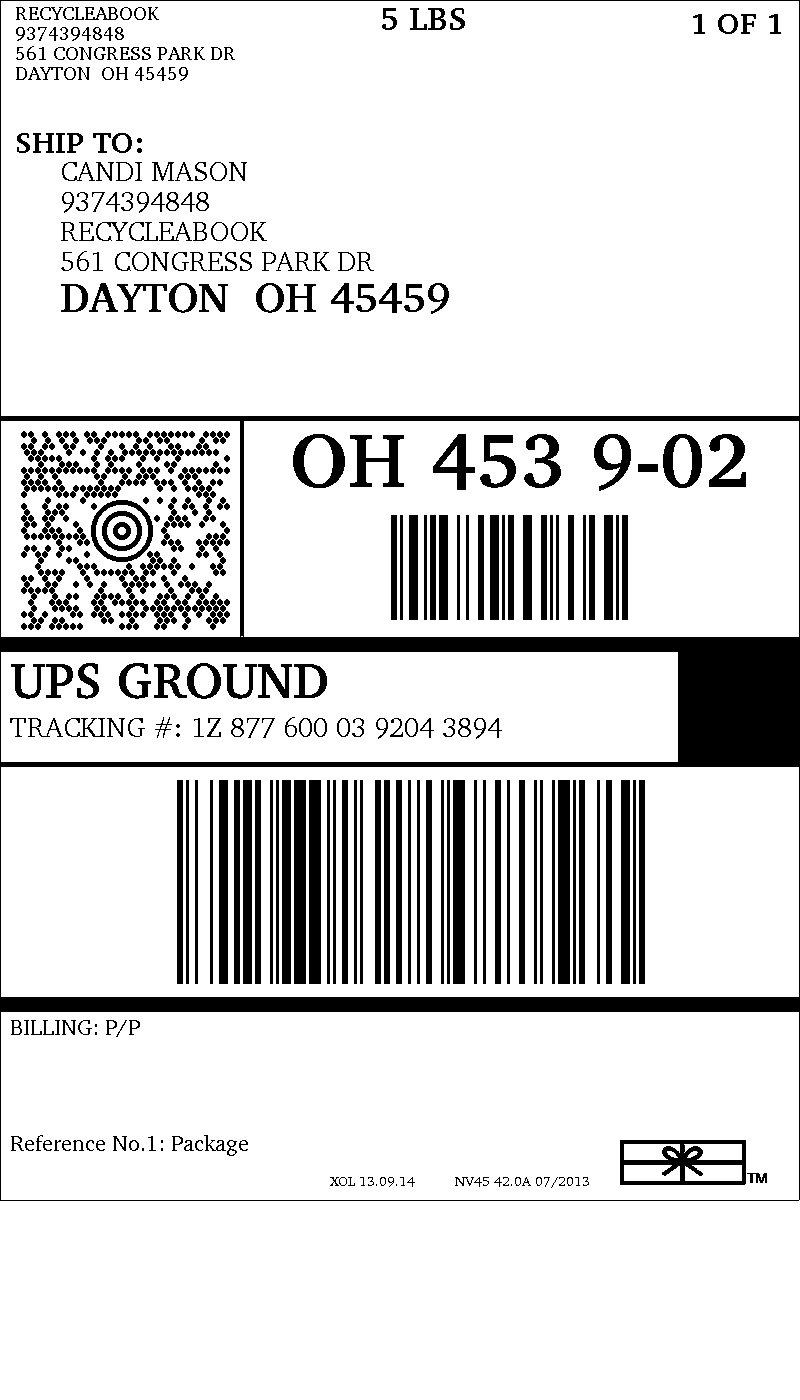 RECYCLEABOOK
9374394848
561 CONGRESS PARK DR
DAYTON  OH 45459
5 LBS
1 OF 1
SHIP TO:
CANDI MASON
9374394848
RECYCLEABOOK
561 CONGRESS PARK DR
DAYTON  OH 45459
OH 453 9-02
UPS GROUND
TRACKING #: 1Z 877 600 03 9204 3894
BILLING: P/P
Reference No.1: Package
XOL 13.09.14 NV45 42.0A 07/2013
TM